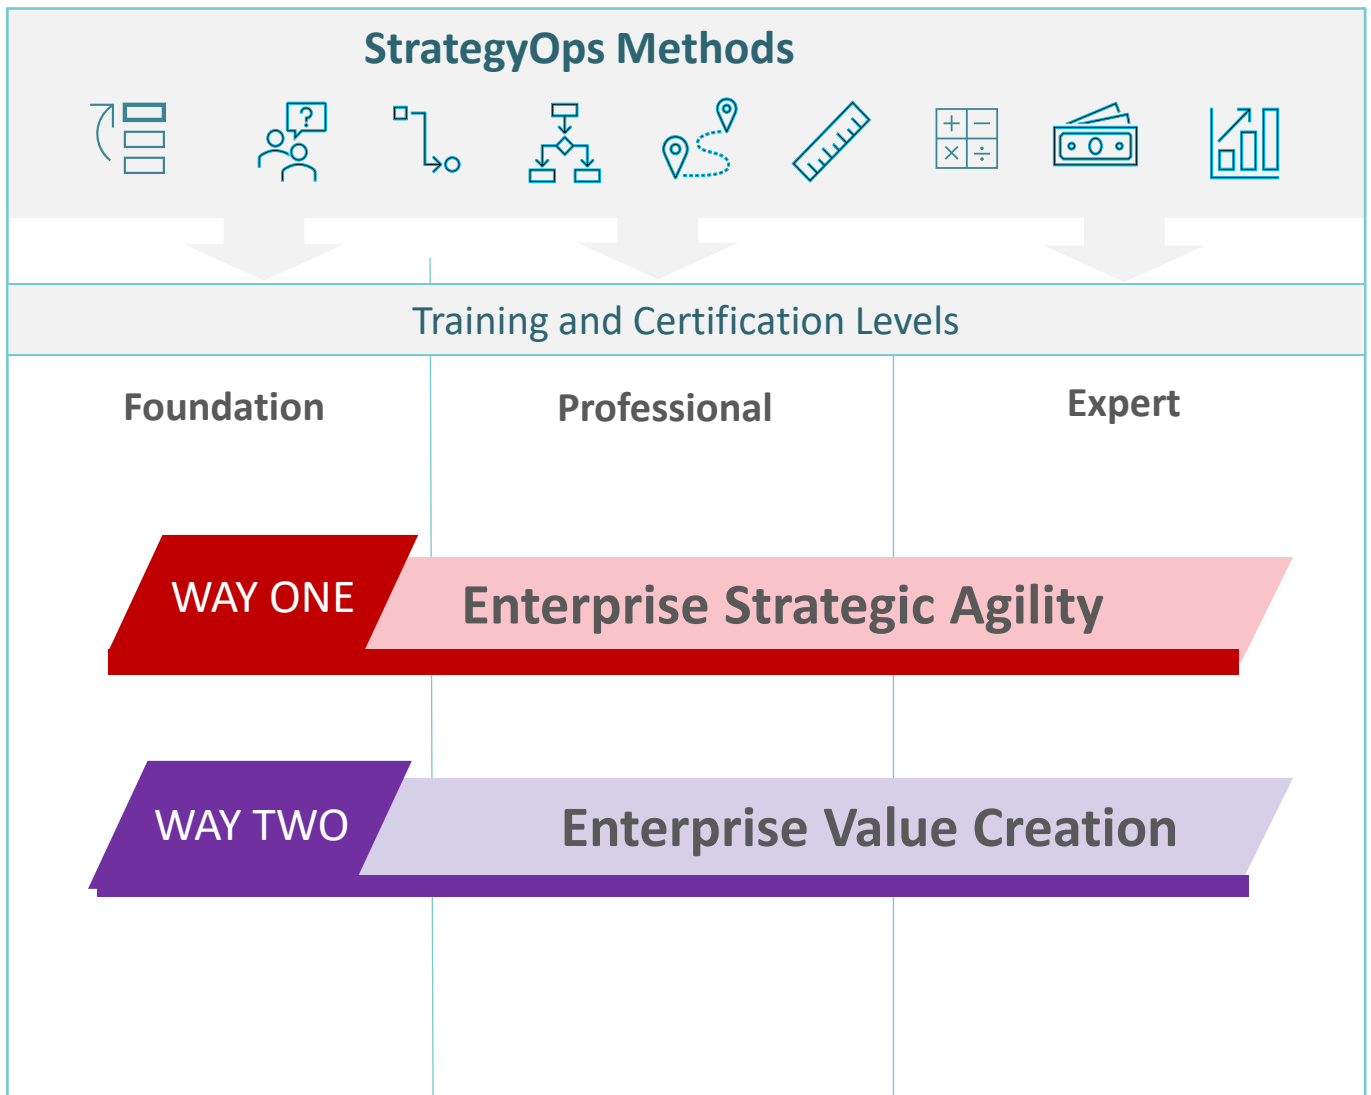 StrategyOps Methods
?
+ −
× ÷
Training and Certification Levels
Foundation
Professional
Expert
WAY ONE
Enterprise Strategic Agility
WAY TWO
Enterprise Value Creation